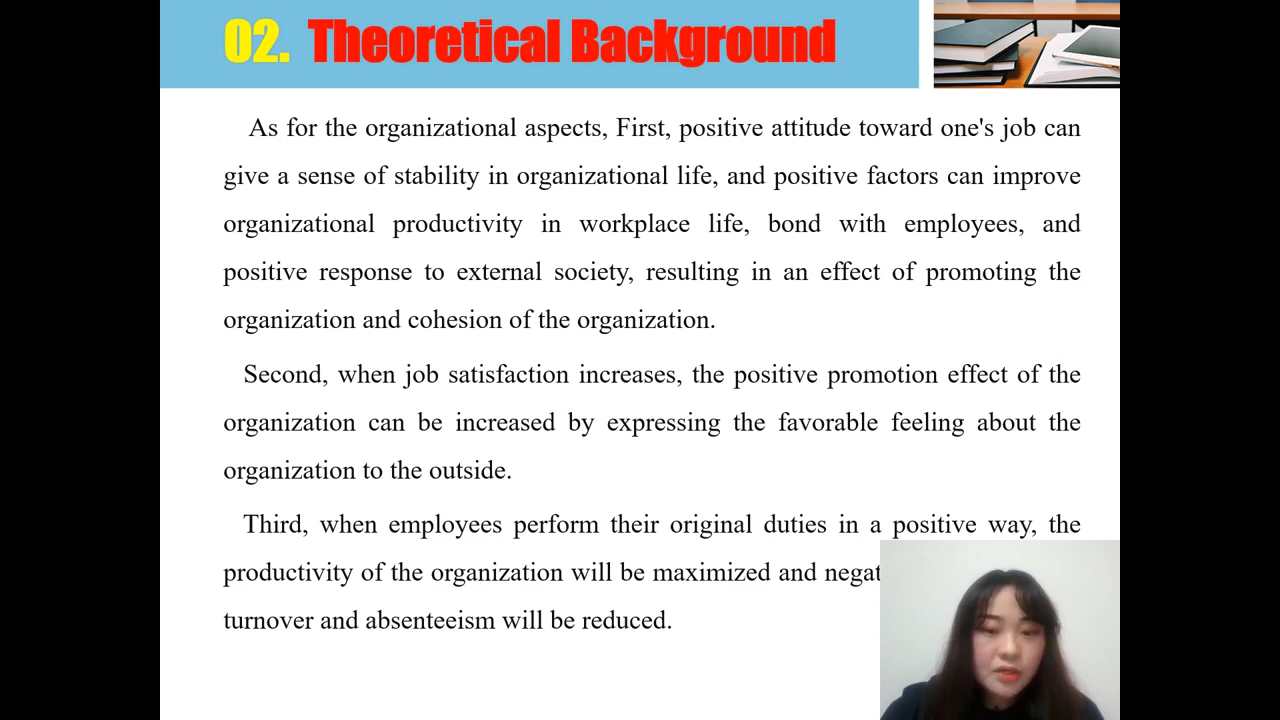 02. Theoretical Background
As for the organizational aspects, First, positive attitude toward one's job can
give a sense of stability in organizational life, and positive factors can improve
organizational productivity in workplace life, bond with employees, and
positive response to external society, resulting in an effect of promoting the
organization and cohesion of the organization.
Second, when job satisfaction increases, the positive promotion effect of the
organization can be increased by expressing the favorable feeling about the
organization to the outside.
Third, when employees perform their original duties in a positive way, the
productivity of the organization will be maximized and
turnover and absenteeism will be reduced.